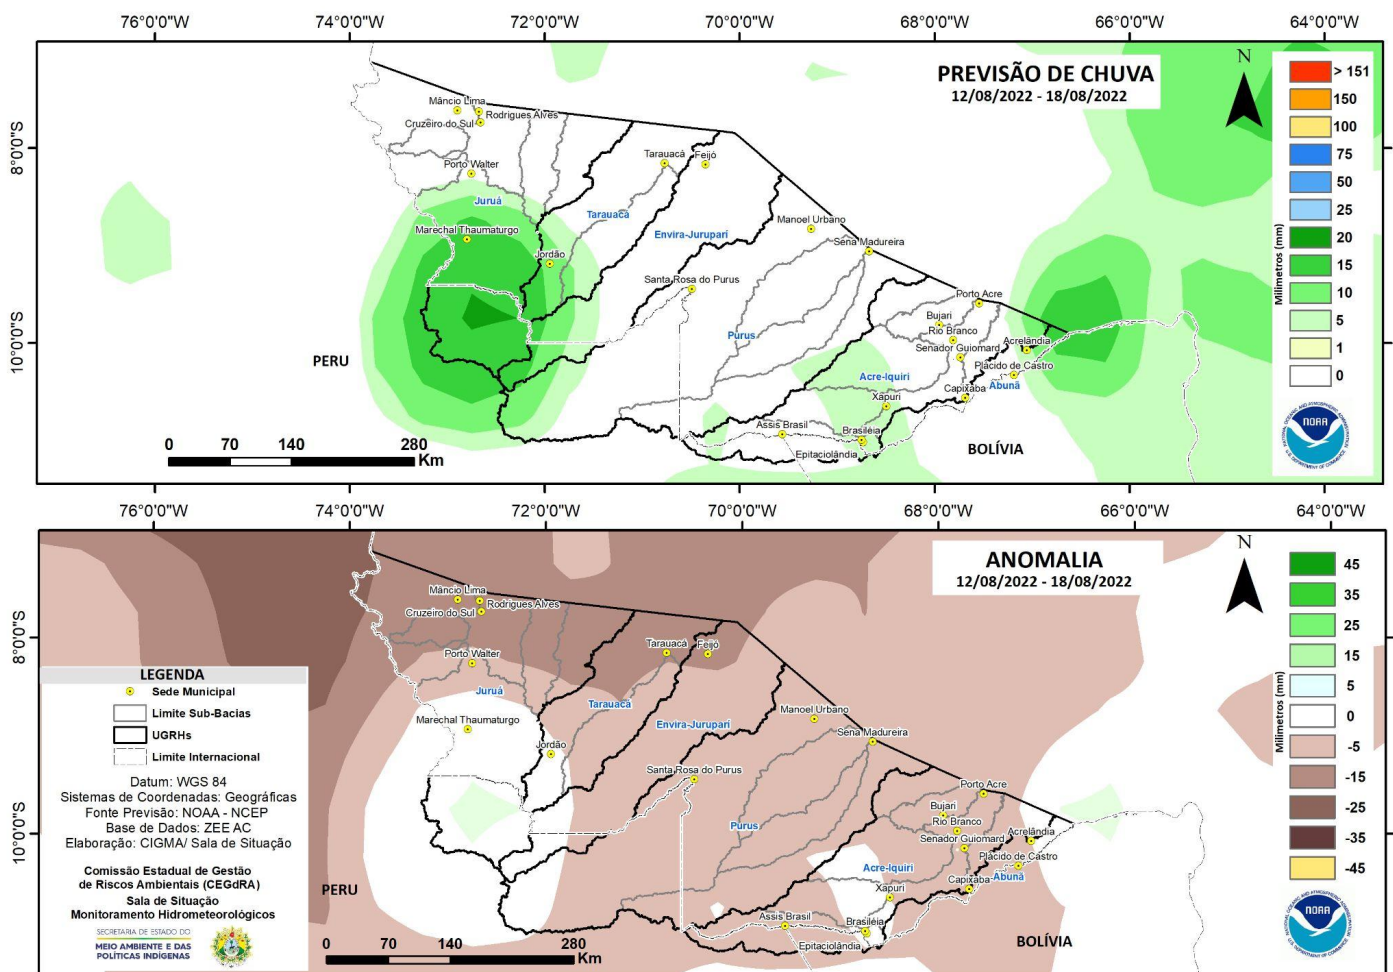 76°0'0"W 74°0'0"W 72°0'0"W 70°0'0"W 68°0'0"W 66°0'0"W 64°0'0"W
PREVISÃO DE CHUVA
12/08/2022 - 18/08/2022
N
8°0'0"S
10°0'0"S
Mâncio Lima
Rodrigues Alves
Cruzeiro do Sul
Porto Walter
Juruá
Marechal Thaumaturgo
Jordão
Tarauacá
Feijó
Tarauacá
Envira-Jurupari
Manoel Urbano
Sena Madureira
Santa Rosa do Purus
Purus
Porto Acre
Bujari
Rio Branco
Senador Guiomard
Acrelândia
Plácido de Castro
Abunã
Acre-Iquiri
Capixaba
Xapuri
Assis Brasil
Brasiléia
Epitaciolândia
PERU
BOLÍVIA
0 70 140 280
Km
Milímetros (mm)
> 151
150
100
75
50
25
20
15
10
5
1
0
NOAA
76°0'0"W 74°0'0"W 72°0'0"W 70°0'0"W 68°0'0"W 66°0'0"W 64°0'0"W
ANOMALIA
12/08/2022 - 18/08/2022
N
8°0'0"S
10°0'0"S
Mâncio Lima
Rodrigues Alves
Cruzeiro do Sul
Porto Walter
Juruá
Marechal Thaumaturgo
Jordão
Tarauacá
Feijó
Tarauacá
Envira-Jurupari
Manoel Urbano
Sena Madureira
Santa Rosa do Purus
Purus
Porto Acre
Bujari
Rio Branco
Senador Guiomard
Acrelândia
Plácido de Castro
Abunã
Acre-Iquiri
Capixaba
Xapuri
Assis Brasil
Brasiléia
Epitaciolândia
PERU
BOLÍVIA
0 70 140 280
Km
LEGENDA
Sede Municipal
Limite Sub-Bacias
UGRHs
Limite Internacional
Datum: WGS 84
Sistemas de Coordenadas: Geográficas
Fonte Previsão: NOAA - NCEP
Base de Dados: ZEE AC
Elaboração: CIGMA/ Sala de Situação
Comissão Estadual de Gestão
de Riscos Ambientais (CEGdRA)
Sala de Situação
Monitoramento Hidrometeorológicos
SECRETARIA DE ESTADO DO
MEIO AMBIENTE E DAS
POLÍTICAS INDÍGENAS
Milímetros (mm)
45
35
25
15
5
0
-5
-15
-25
-35
-45
NOAA